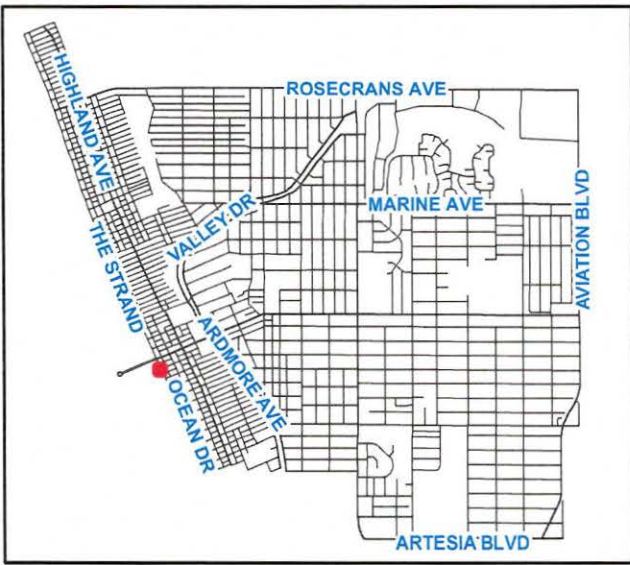 HIGHLAND AVE
ROSECRANS AVE
MARINE AVE
VALLEY DR
THE STRAND
AVIATION BLVD
ARDMORE AVE
OCEAN DR
ARTESIA BLVD